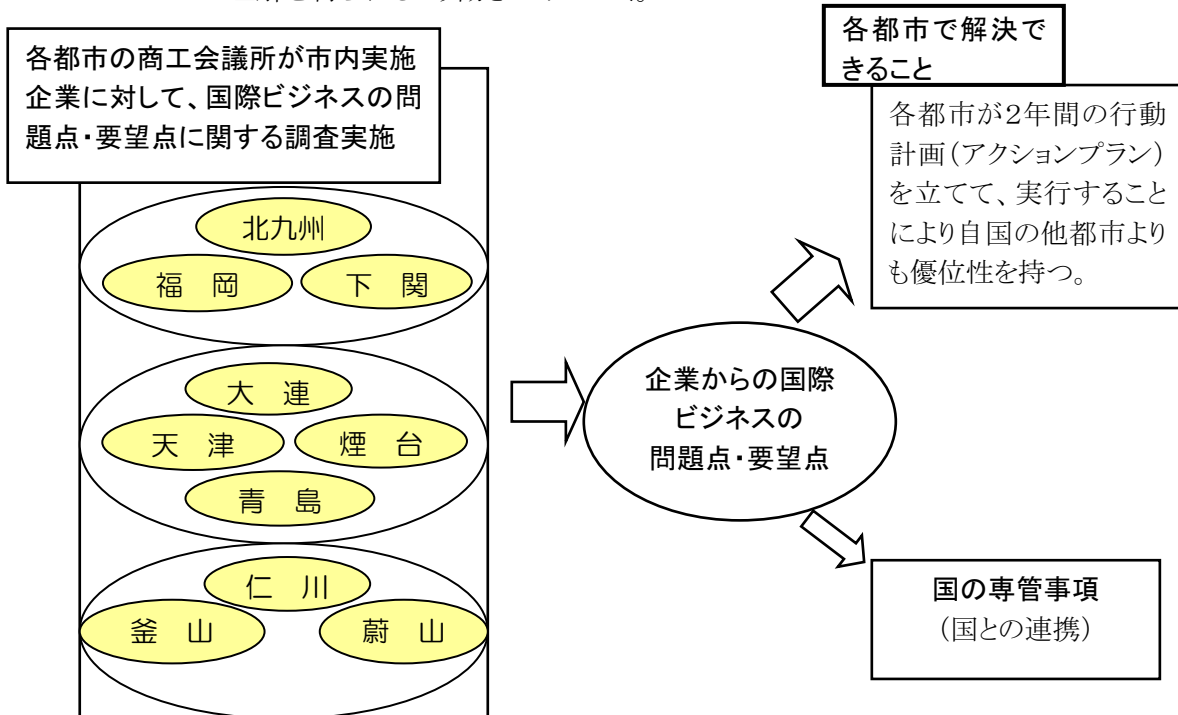 各都市の商工会議所が市内実施
企業に対して、国際ビジネスの問
題点・要望点に関する調査実施
北九州
福　岡
下　関
大　連
天　津
煙　台
青　島
仁　川
釜　山
蔚　山
企業からの国際
ビジネスの
問題点・要望点
各都市で解決で
きること
各都市が２年間の行動
計画（アクションプラン）
を立てて、実行すること
により自国の他都市より
も優位性を持つ。
国の専管事項
（国との連携）